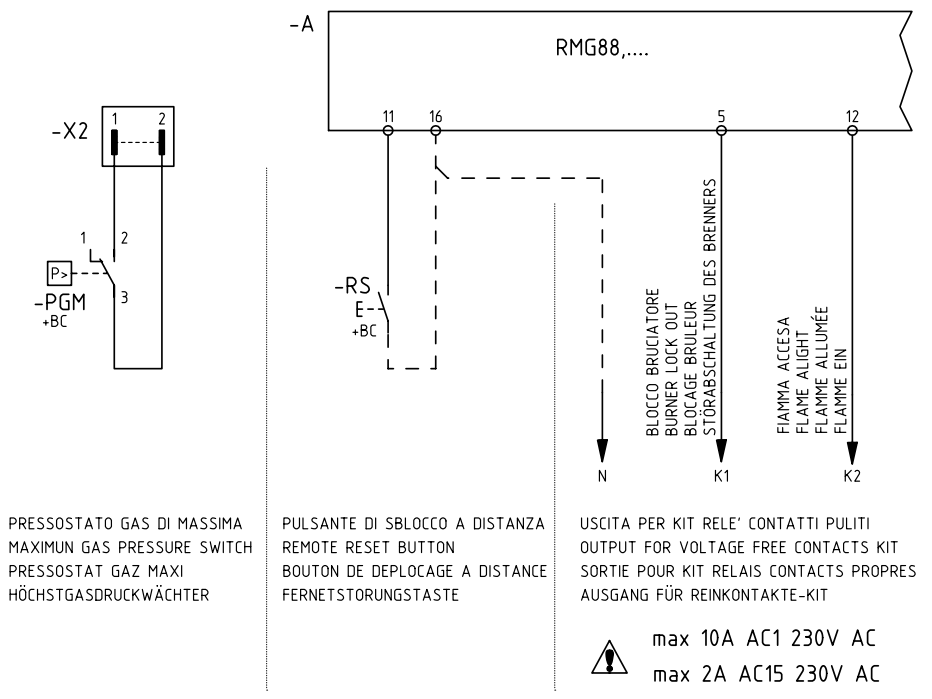 -A
RMG88,....
11
16
5
12
-X2
1
2
1
2
P>
3
-PGM
+BC
-RS
E
+BC
BLOCCO BRUCIATORE
BURNER LOCK OUT
BLOCAGE BRULEUR
STÖRABSCHALTUNG DES BRENNERS
FIAMMA ACCESA
FLAME ALIGHT
FLAMME ALLUMÉE
FLAMME EIN
N
K1
K2
PRESSOSTATO GAS DI MASSIMA
MAXIMUN GAS PRESSURE SWITCH
PRESSOSTAT GAZ MAXI
HÖCHSTGASDRUCKWÄCHTER
PULSANTE DI SBLOCCO A DISTANZA
REMOTE RESET BUTTON
BOUTON DE DEPLOCAGE A DISTANCE
FERNETSTORUNGSTASTE
USCITA PER KIT RELE' CONTATTI PULITI
OUTPUT FOR VOLTAGE FREE CONTACTS KIT
SORTIE POUR KIT RELAIS CONTACTS PROPRES
AUSGANG FÜR REINKONTAKTE-KIT
max 10A AC1 230V AC
max 2A AC15 230V AC